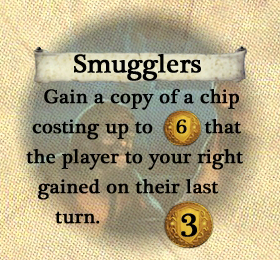 Smugglers
Gain a copy of a chip
costing up to 6 that
the player to your right
gained on their last
turn.
3